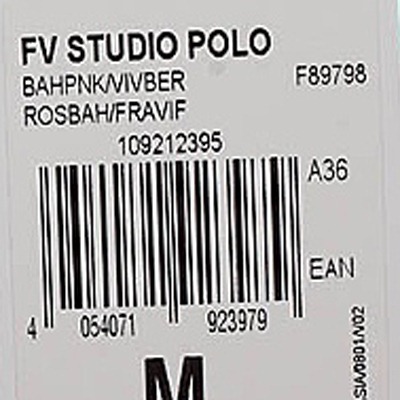 FV STUDIO POLO
BAHPNK/VIVBER F89798
ROSBAH/FRAVIF
109212395
A36
EAN
4 054071 923979
M
SIA/0801/V02